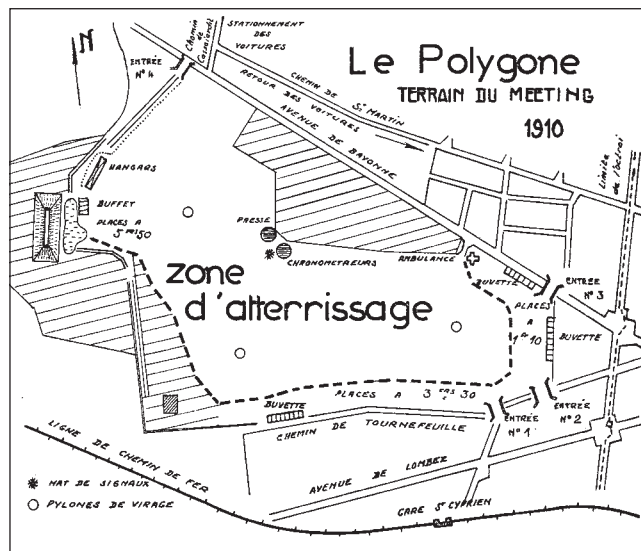 Le Polygone
TERRAIN DU MEETING
1910
N
ENTRÉE
N° 4
Chemin
de
STATIONNEMENT
DES
VOITURES
CHEMIN DE St MARTIN
RETOUR DES VOITURES
AVENUE DE BAYONNE
Limite
de l'octroi
HANGARS
BUFFET
PLACES A
5 frs 50
PRESSE
CHRONOMETREURS
AMBULANCE
BUVETTE
ENTRÉE
N° 3
zone
d'atterrissage
PLACES
A
1 fr 10
BUVETTE
PLACES A 3 frs 30
BUVETTE
CHEMIN DE TOURNEFEUILLE
ENTRÉE
N° 1
ENTRÉE
N° 2
LIGNE DE CHEMIN DE FER
AVENUE DE LOMBEZ
GARE St CYPRIEN
MAT DE SIGNAUX
PYLONES DE VIRAGE